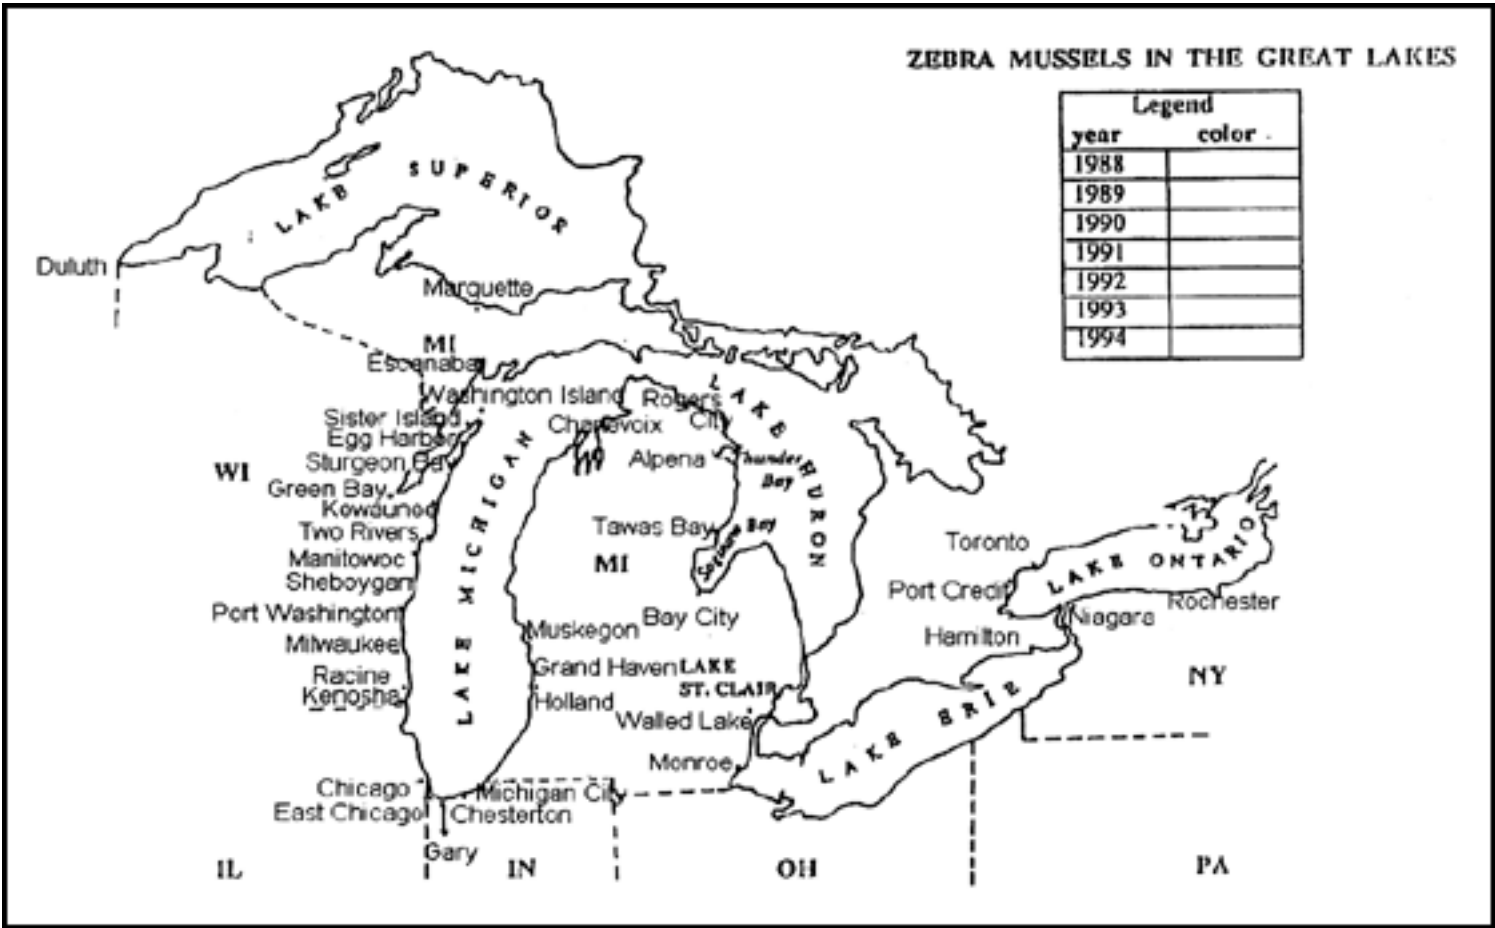 ZEBRA MUSSELS IN THE GREAT LAKES
Legend
year color
1988
1989
1990
1991
1992
1993
1994
LAKE SUPERIOR
Duluth
Marquette
MI
Escanaba
Washington Island
Rogers
City
Sister Island
Charlevoix
Egg Harbor
LAKE HURON
Sturgeon Bay
Alpena
Thunder
Bay
WI
Green Bay
Kewaunee
LAKE MICHIGAN
Two Rivers
Tawas Bay
Saginaw Bay
Manitowoc
MI
Sheboygan
Toronto
LAKE ONTARIO
Port Credit
Rochester
Port Washington
Bay City
Niagara
Muskegon
Hamilton
Milwaukee
Grand Haven
LAKE
ST. CLAIR
Racine
NY
Kenosha
Holland
Walled Lake
LAKE ERIE
Monroe
Chicago
Michigan City
East Chicago
Chesterton
Gary
IL
IN
OH
PA